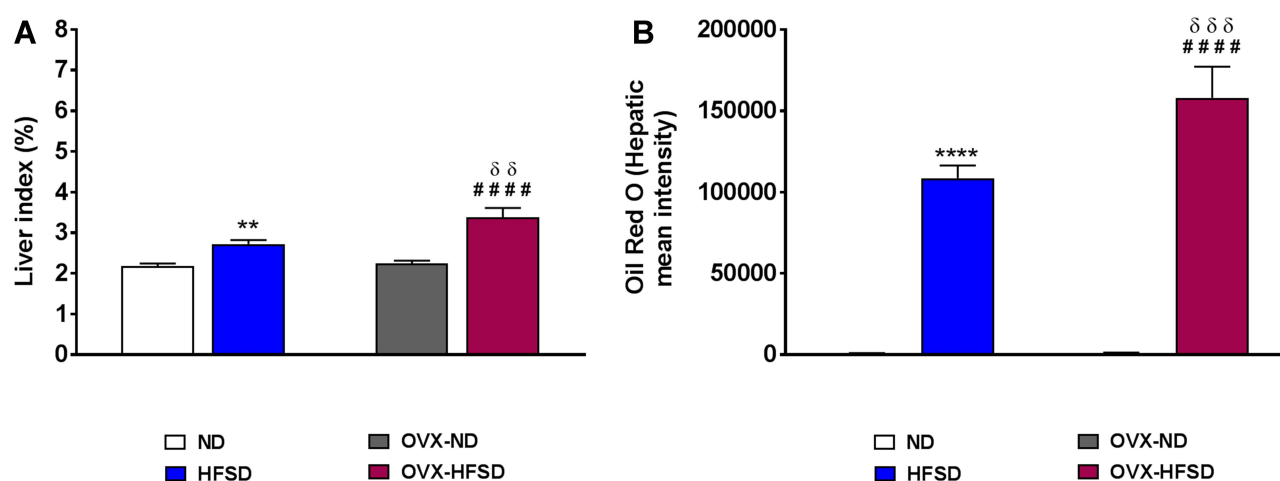 A
Liver index (%)
8
7
6
5
4
3
2
1
0
**
δ δ
# # # #
ND
HFSD
OVX-ND
OVX-HFSD
B
Oil Red O (Hepatic
mean intensity)
200000
150000
100000
50000
0
****
δ δ δ
# # # #
ND
HFSD
OVX-ND
OVX-HFSD